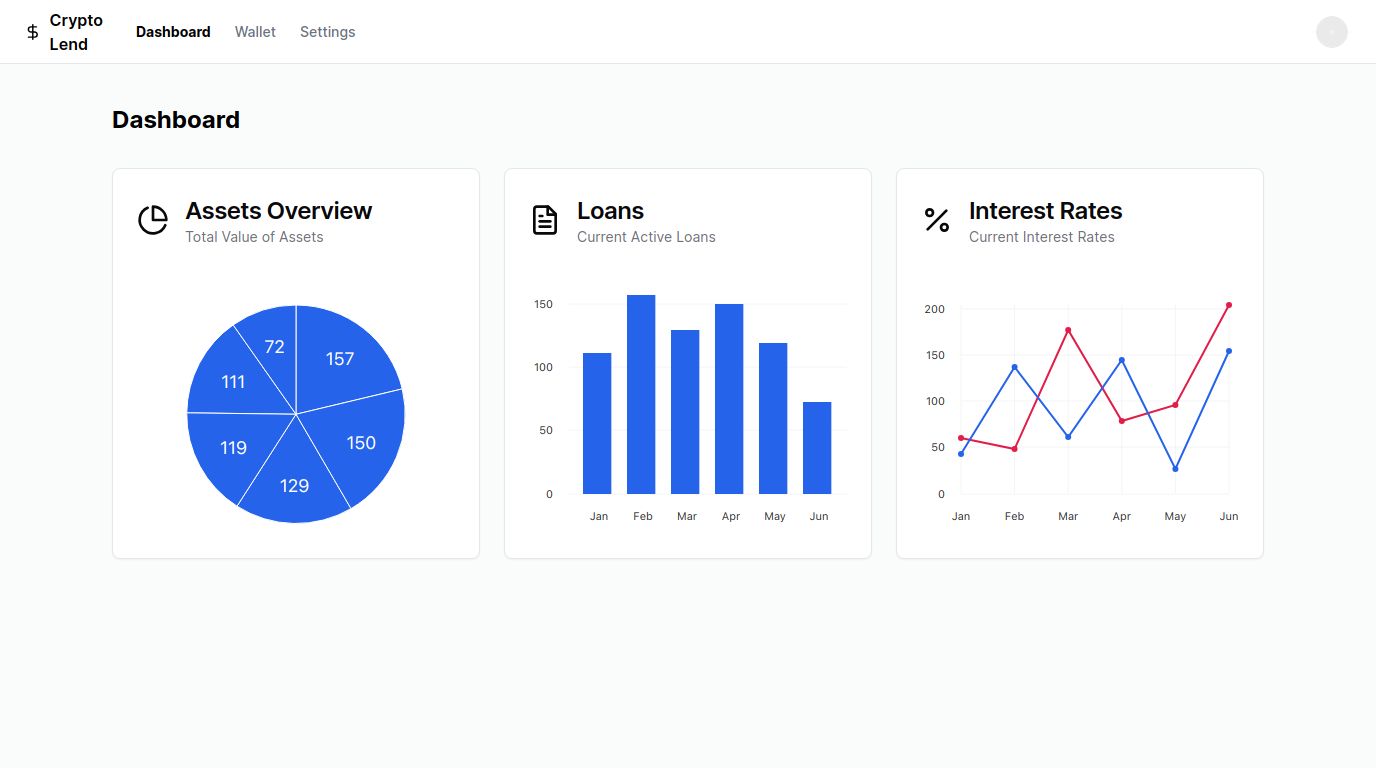 Crypto
Lend
Dashboard Wallet Settings
Dashboard
Assets Overview
Total Value of Assets
72 157
111
150
119
129
Loans
Current Active Loans
150
100
50
0
Jan Feb Mar Apr May Jun
Interest Rates
Current Interest Rates
200
150
100
50
0
Jan Feb Mar Apr May Jun